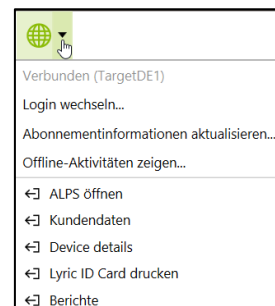 Verbunden (TargetDE1)
Login wechseln...
Abonnementinformationen aktualisieren...
Offline-Aktivitäten zeigen...
ALPS öffnen
Kundendaten
Device details
Lyric ID Card drucken
Berichte